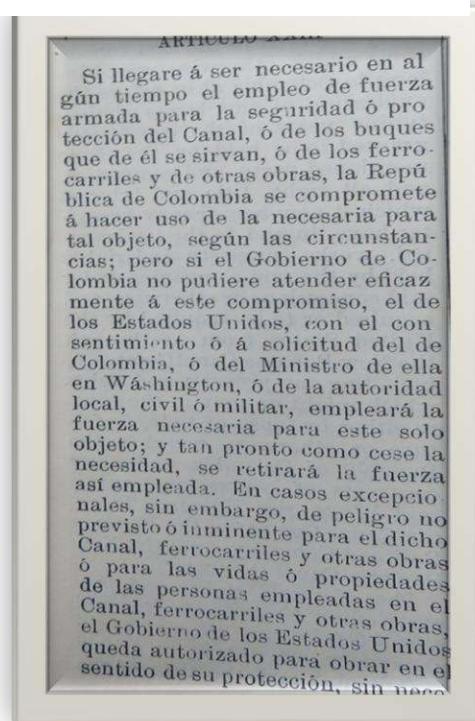 ARTICULO XXIII
Si llegare á ser necesario en al
gún tiempo el empleo de fuerza
armada para la seguridad ó pro
tección del Canal, ó de los buques
que de él se sirvan, ó de los ferro-
carriles y de otras obras, la Repú
blica de Colombia se compromete
á hacer uso de la necesaria para
tal objeto, según las circunstan-
cias; pero si el Gobierno de Co-
lombia no pudiere atender eficaz
mente á este compromiso, el de
los Estados Unidos, con el con
sentimiento ó á solicitud del de
Colombia, ó del Ministro de ella
en Wáshington, ó de la autoridad
local, civil ó militar, empleará la
fuerza necesaria para este solo
objeto; y tan pronto como cese la
necesidad, se retirará la fuerza
así empleada. En casos excepcio
nales, sin embargo, de peligro no
previsto ó inminente para el dicho
Canal, ferrocarriles y otras obras
ó para las vidas ó propiedades
de las personas empleadas en el
Canal, ferrocarriles y otras obras,
el Gobierno de los Estados Unidos
queda autorizado para obrar en el
sentido de su protección, sin nece